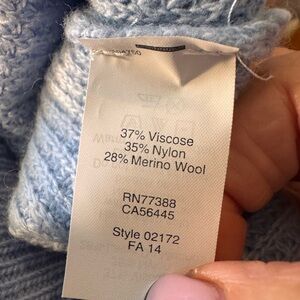 37% Viscose
35% Nylon
28% Merino Wool
RN77388
CA56445
Style 02172
FA 14